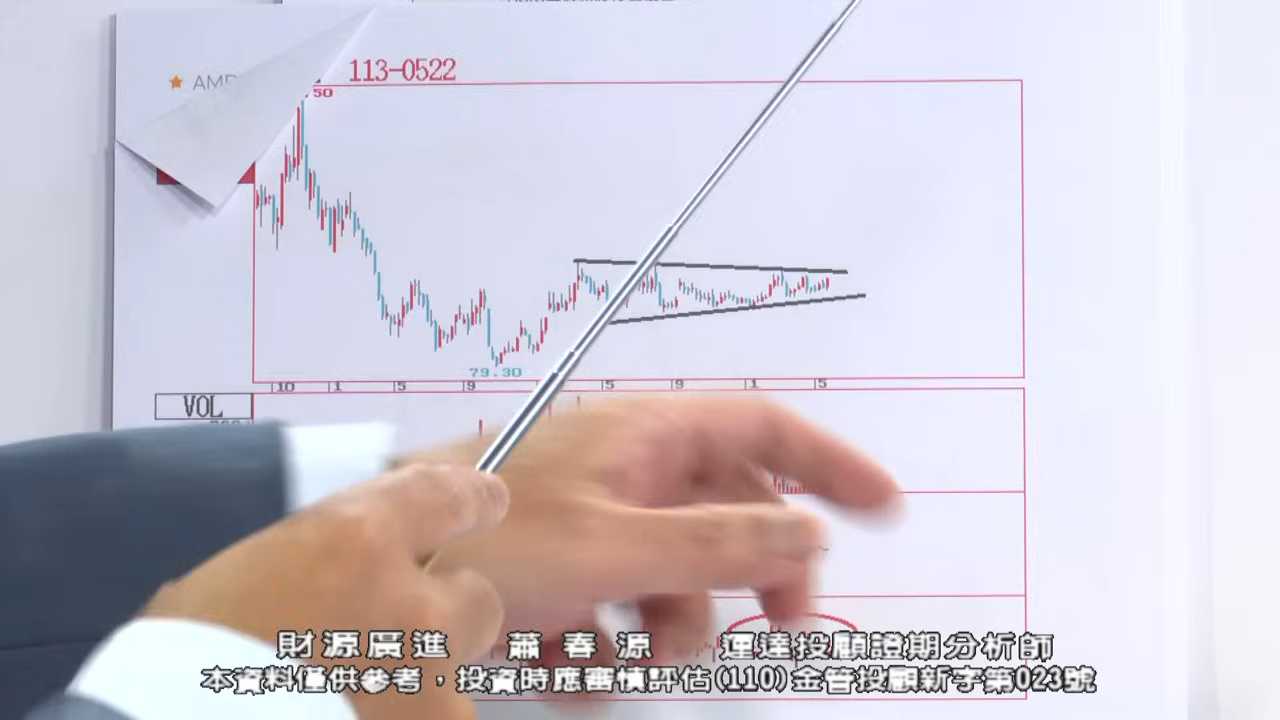 AMP
113-0522
50
79.30
10 1 5 9 5 9 1 5
VOL
財源廣進 蕭春源 運達投顧證期分析師
本資料僅供參考，投資時應審慎評估(110)金管投顧新字第023號